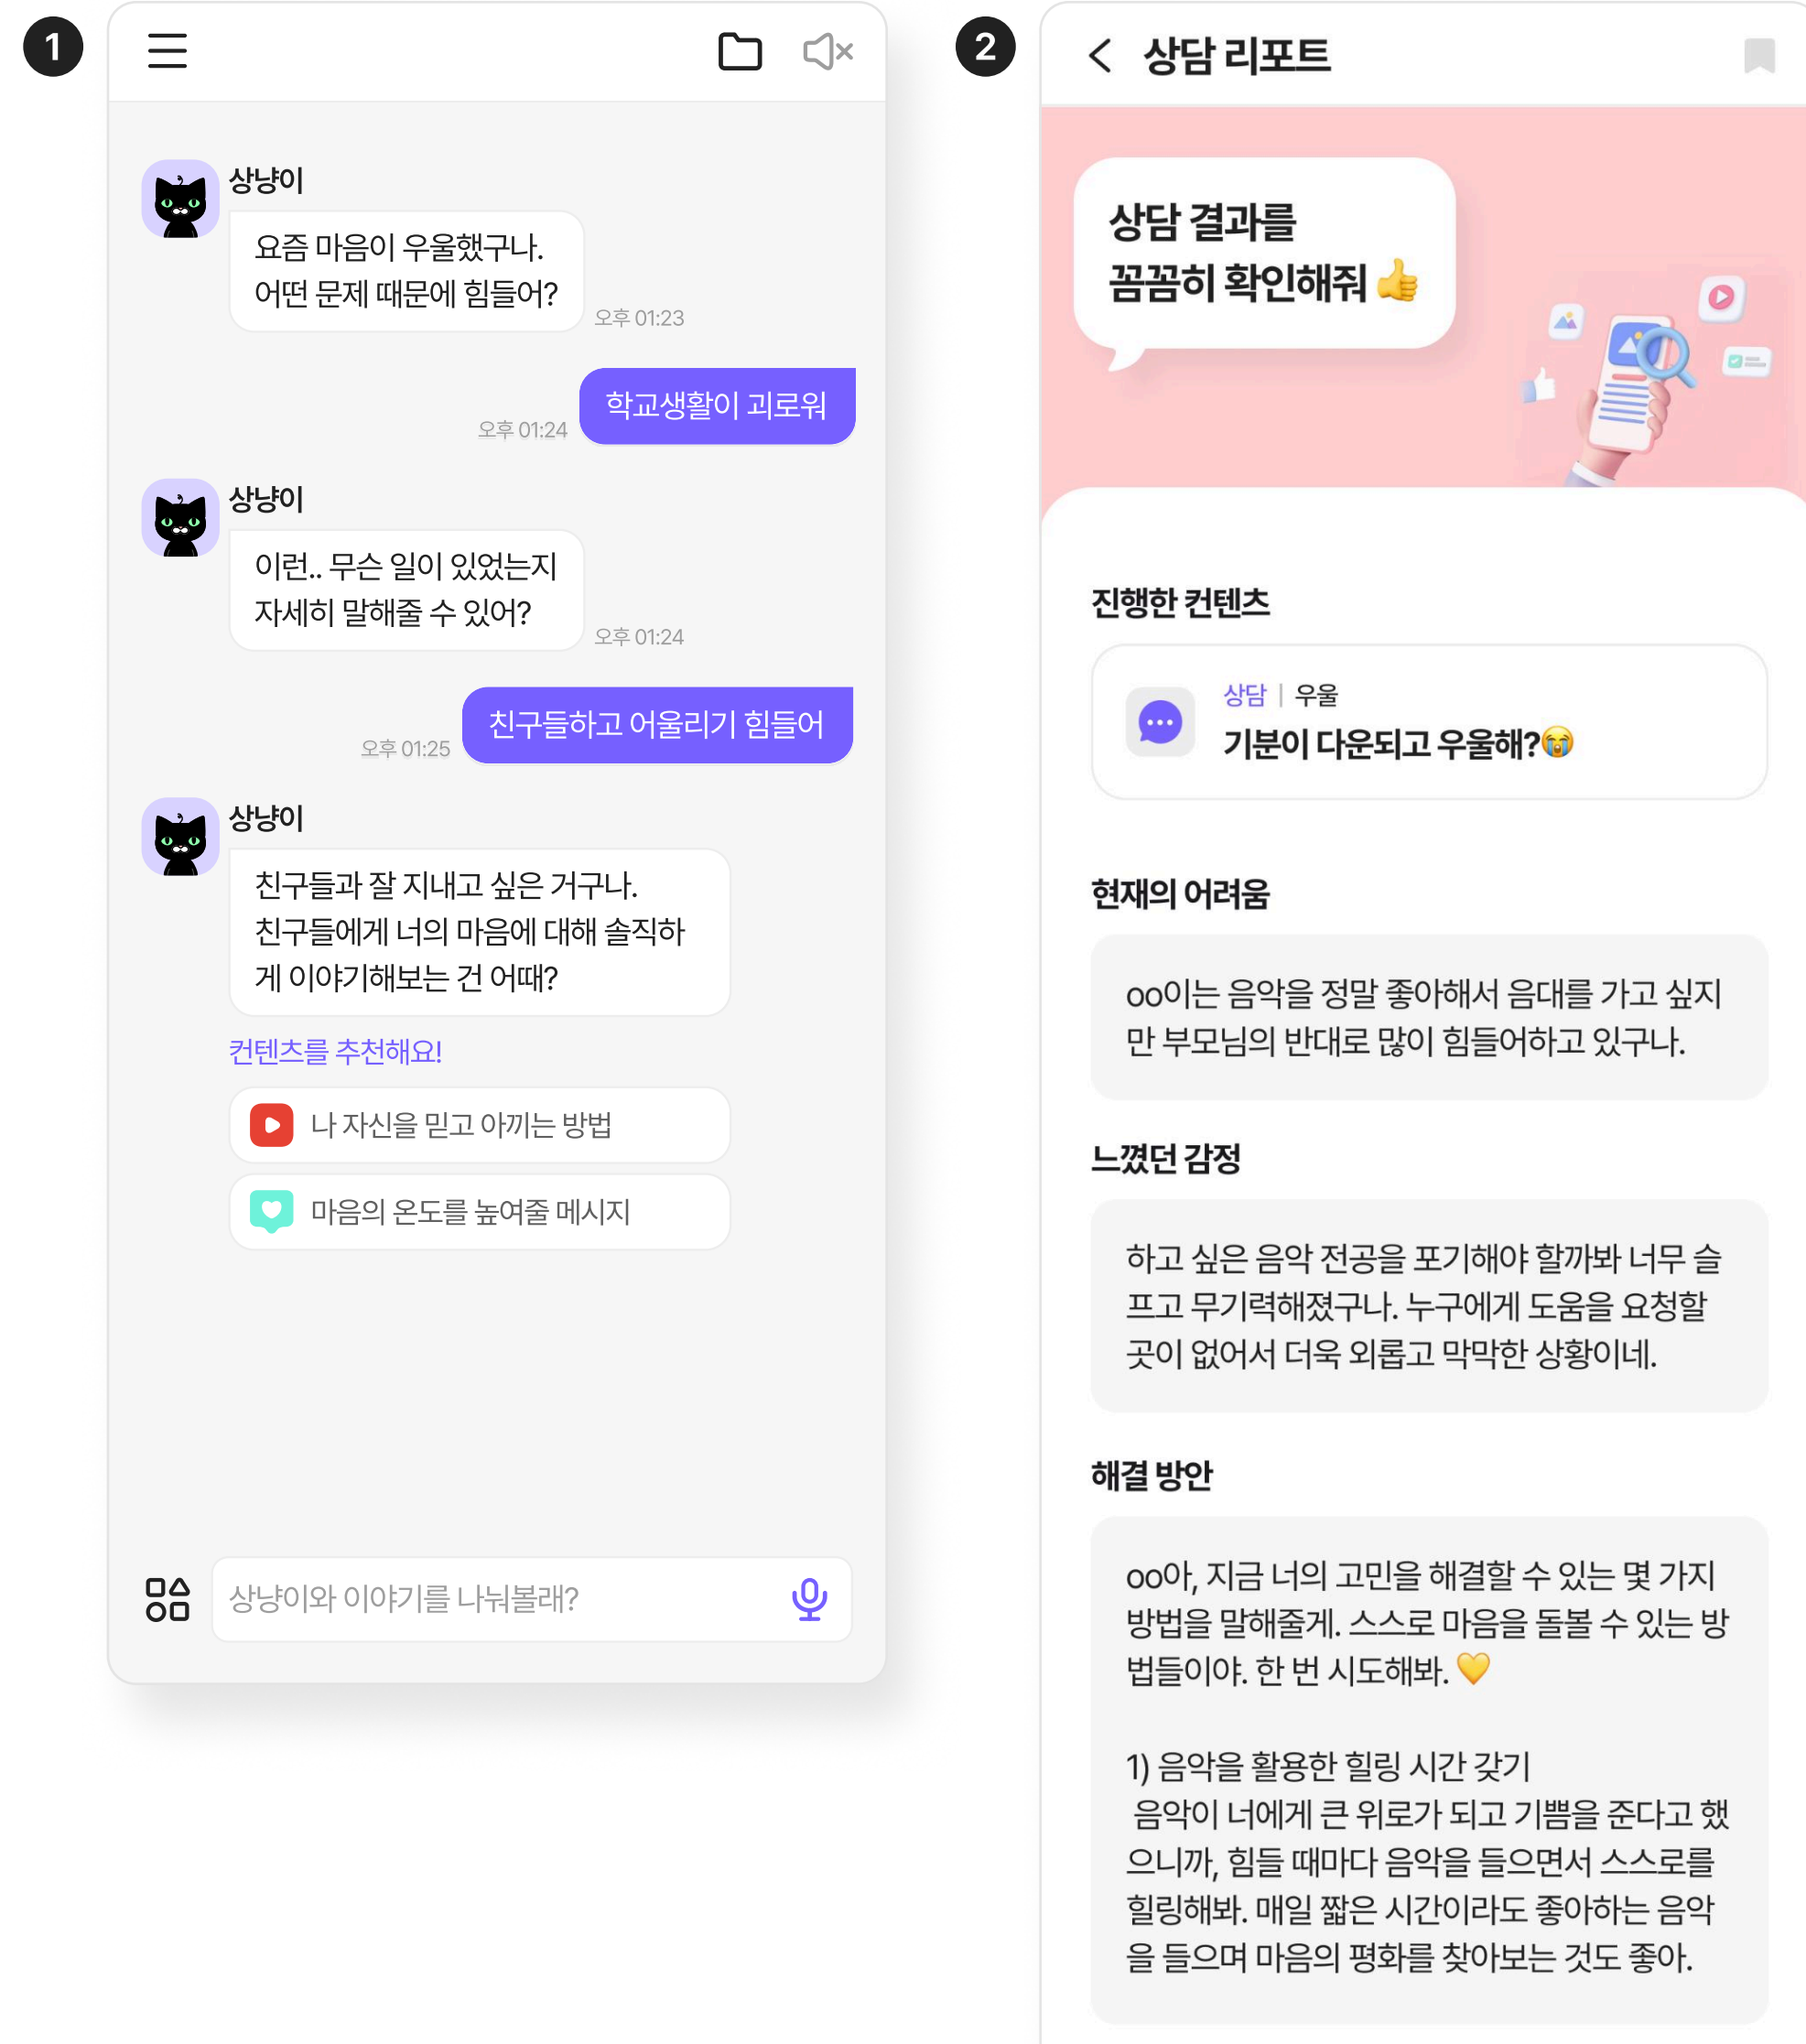 1
상냥이
요즘 마음이 우울했구나.
어떤 문제 때문에 힘들어?
오후 01:23
학교생활이 괴로워
오후 01:24
상냥이
이런.. 무슨 일이 있었는지
자세히 말해줄 수 있어?
오후 01:24
친구들하고 어울리기 힘들어
오후 01:25
상냥이
친구들과 잘 지내고 싶은 거구나.
친구들에게 너의 마음에 대해 솔직하
게 이야기해보는 건 어때?
컨텐츠를 추천해요!
나 자신을 믿고 아끼는 방법
마음의 온도를 높여줄 메시지
상냥이와 이야기를 나눠볼래?
2
상담 리포트
상담 결과를
꼼꼼히 확인해줘 👍
진행한 컨텐츠
상담 | 우울
기분이 다운되고 우울해?😭
현재의 어려움
oo이는 음악을 정말 좋아해서 음대를 가고 싶지
만 부모님의 반대로 많이 힘들어하고 있구나.
느꼈던 감정
하고 싶은 음악 전공을 포기해야 할까봐 너무 슬
프고 무기력해졌구나. 누구에게 도움을 요청할
곳이 없어서 더욱 외롭고 막막한 상황이네.
해결 방안
oo아, 지금 너의 고민을 해결할 수 있는 몇 가지
방법을 말해줄게. 스스로 마음을 돌볼 수 있는 방
법들이야. 한 번 시도해봐. 💛
1) 음악을 활용한 힐링 시간 갖기
음악이 너에게 큰 위로가 되고 기쁨을 준다고 했
으니까, 힘들 때마다 음악을 들으면서 스스로를
힐링해봐. 매일 짧은 시간이라도 좋아하는 음악
을 들으며 마음의 평화를 찾아보는 것도 좋아.